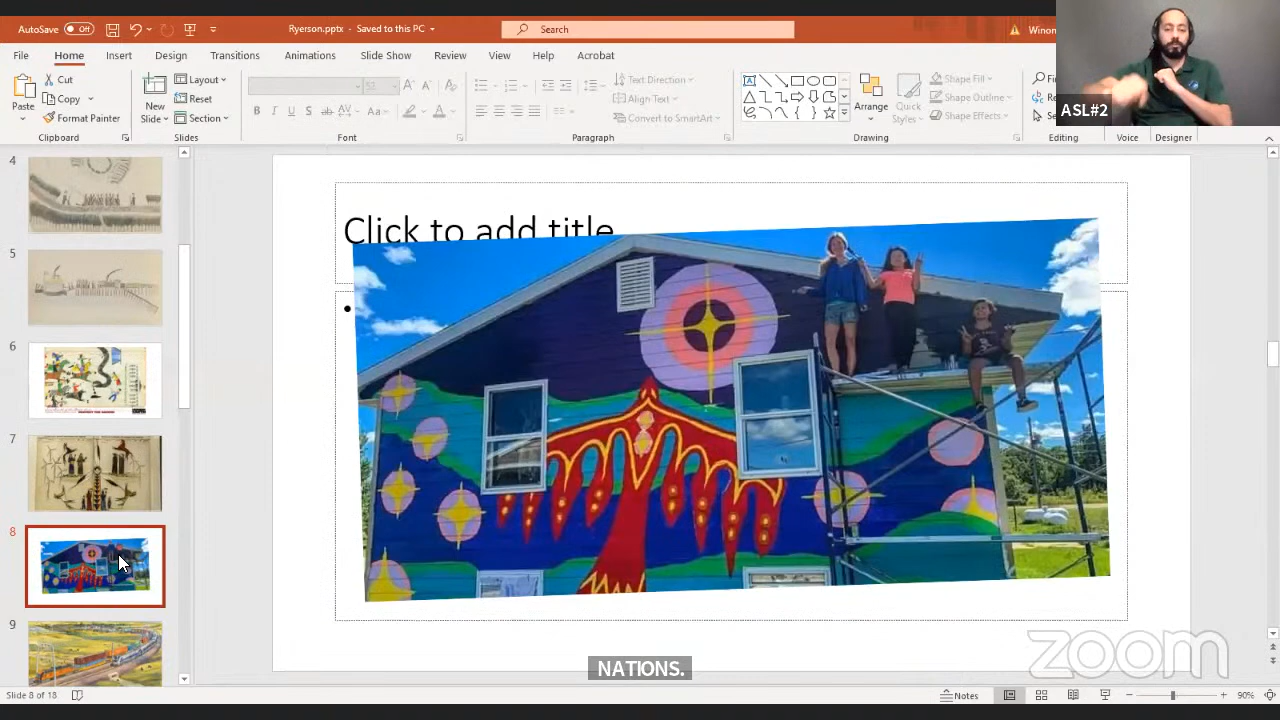 AutoSave Off Ryerson.pptx - Saved to this PC Search Winon
File Home Insert Design Transitions Animations Slide Show Review View Help Acrobat
Paste Cut Copy Format Painter
New Slide Layout Reset Section
52
Text Direction
Align Text
Convert to SmartArt
Arrange Quick Styles
Shape Fill
Shape Outline
Shape Effects
Clipboard Slides Font Paragraph Drawing Editing Voice Designer
ASL#2
4
5
6
7
8
9
Click to add title
NATIONS.
zoom
Slide 8 of 18 Notes 90%